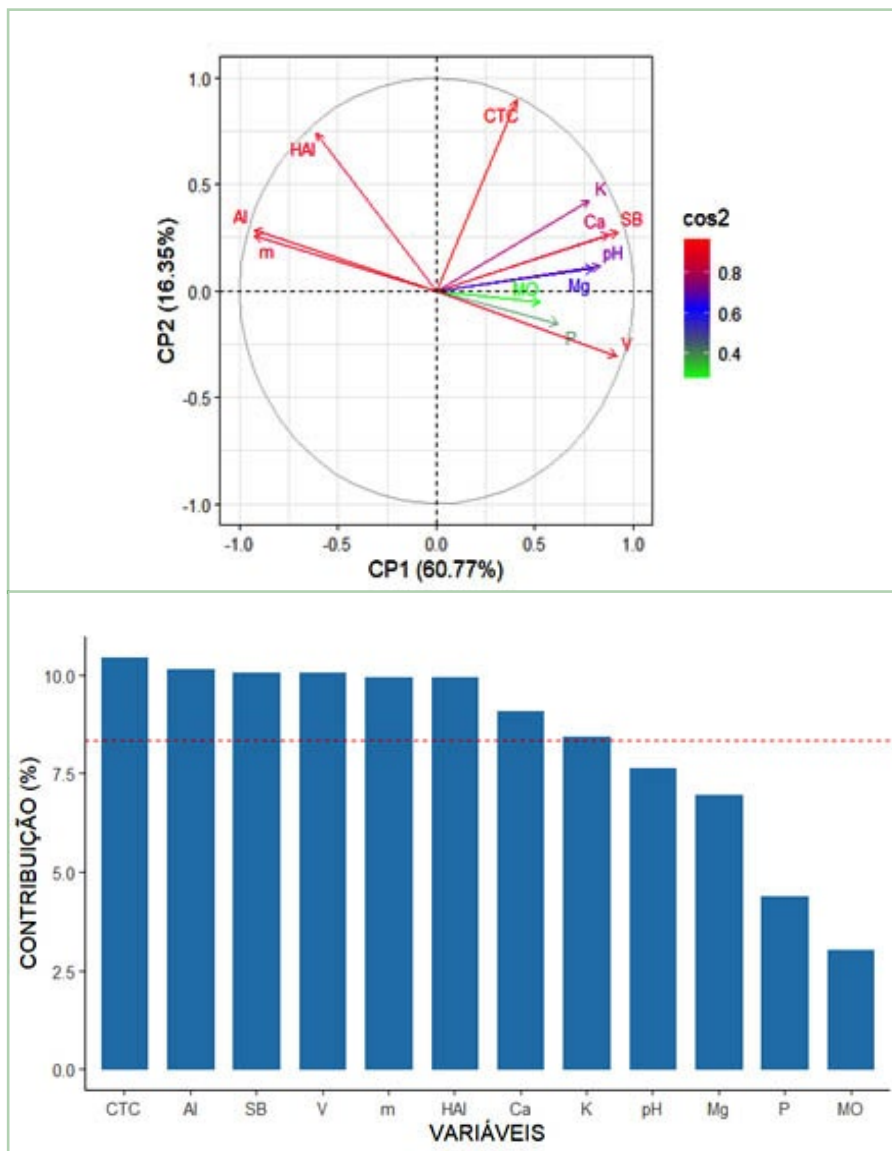 1.0
0.5
0.0
-0.5
-1.0
CP2 (16.35%)
CTC
HAl
Al
m
K
Ca
SB
pH
Mg
MO
P
V
-1.0 -0.5 0.0 0.5 1.0
CP1 (60.77%)
cos2
0.8
0.6
0.4
10.0
7.5
5.0
2.5
0.0
CONTRIBUIÇÃO (%)
CTC Al SB V m HAl Ca K pH Mg P MO
VARIÁVEIS